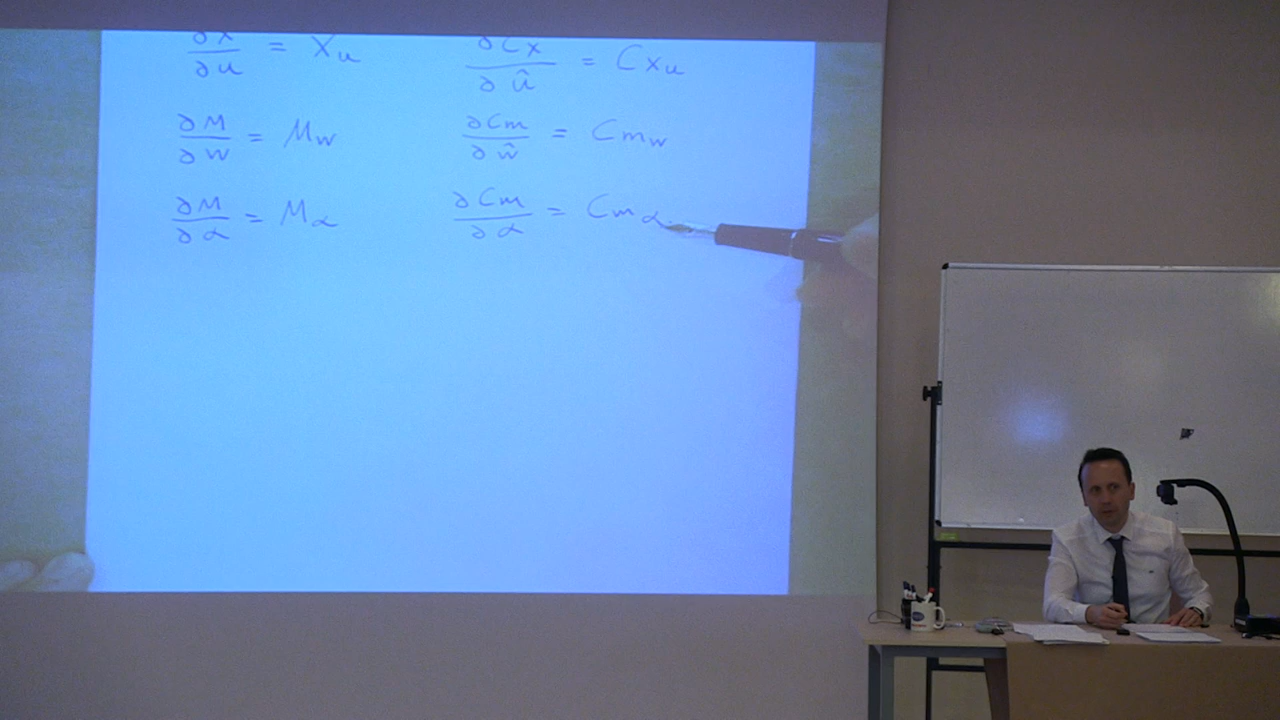 ∂X/∂u = Xu    ∂Cx/∂û = Cxu
∂M/∂w = Mw    ∂Cm/∂ŵ = Cmw
∂M/∂α = Mα    ∂Cm/∂α = Cmα